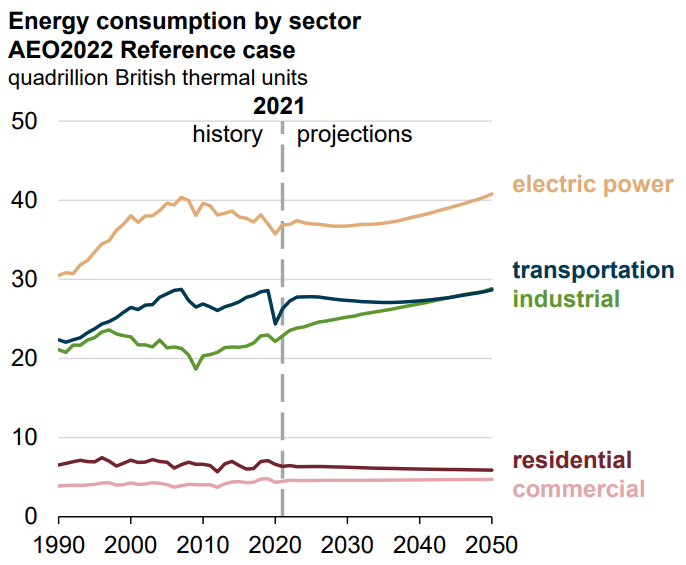 Energy consumption by sector
AEO2022 Reference case
quadrillion British thermal units
2021
history projections
50
40
30
20
10
0
1990 2000 2010 2020 2030 2040 2050
electric power
transportation
industrial
residential
commercial